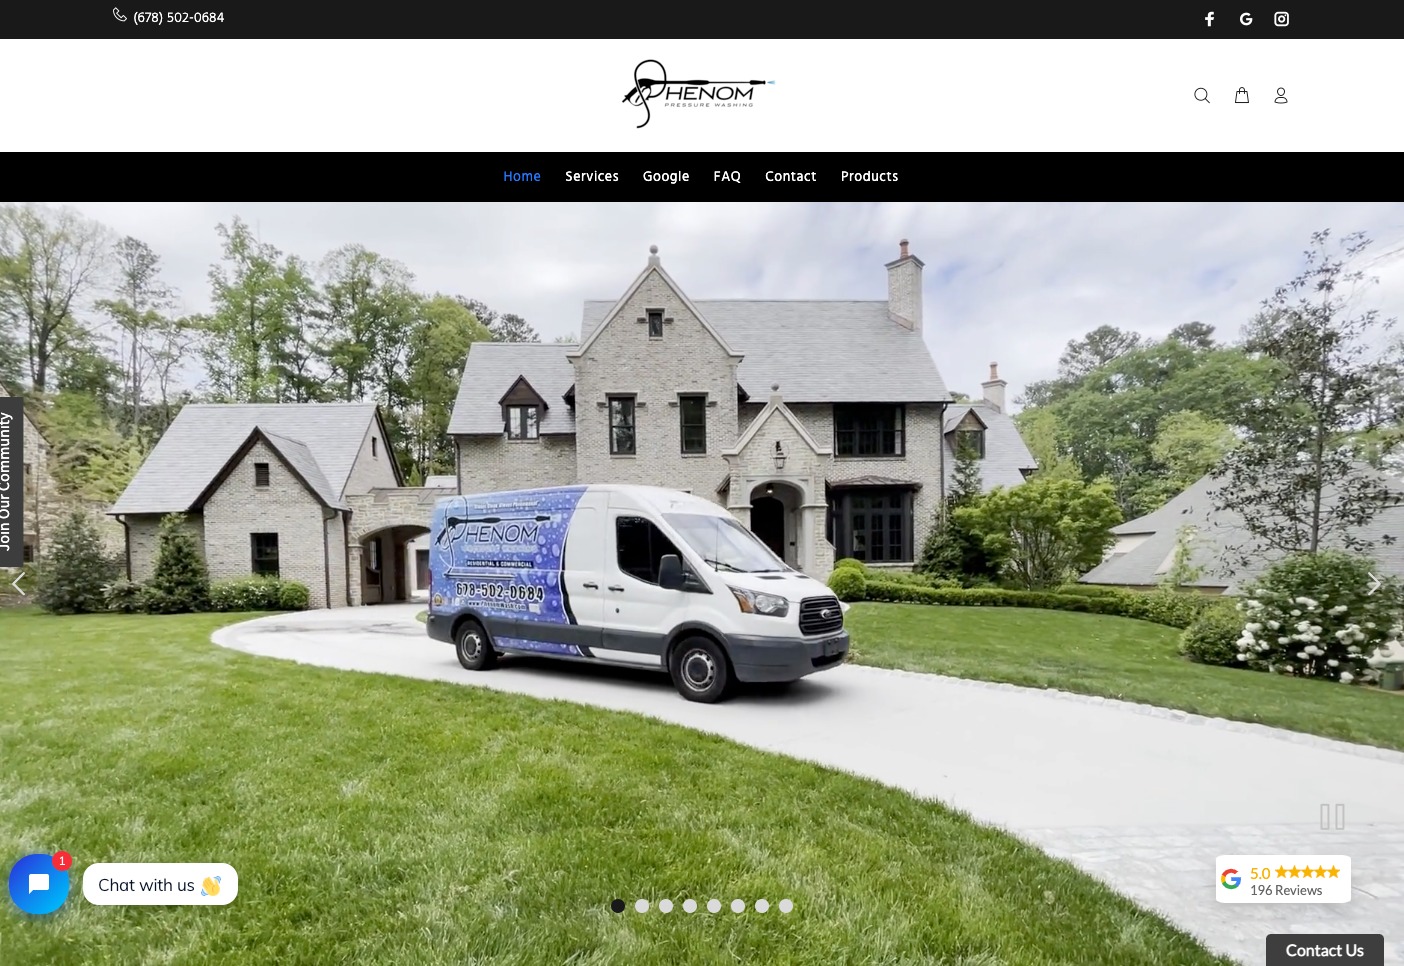 (678) 502-0684
PHENOM
PRESSURE WASHING
Home Services Google FAQ Contact Products
Join Our Community
PHENOM
RESIDENTIAL & COMMERCIAL
678-502-0684
1
Chat with us 👋
5.0
196 Reviews
Contact Us